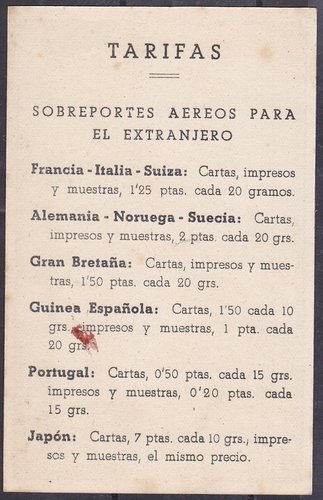 TARIFAS
SOBREPORTES AEREOS PARA
EL EXTRANJERO
Francia - Italia - Suiza: Cartas, impresos
y muestras, 1'25 ptas. cada 20 gramos.
Alemania - Noruega - Suecia: Cartas,
impresos y muestras, 2 ptas. cada 20 grs.
Gran Bretaña: Cartas, impresos y mues-
tras, 1'50 ptas. cada 20 grs.
Guinea Española: Cartas, 1'50 cada 10
grs. impresos y muestras, 1 pta. cada
20 grs.
Portugal: Cartas, 0'50 ptas. cada 15 grs.
impresos y muestras, 0'20 ptas. cada
15 grs.
Japón: Cartas, 7 ptas. cada 10 grs., impre-
sos y muestras, el mismo precio.